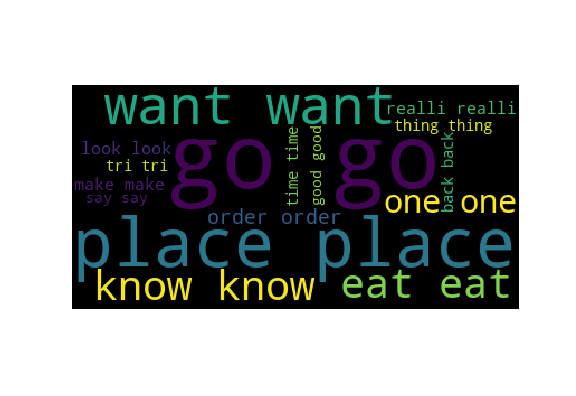 want want
realli realli
thing thing
look look
tri tri
make make
say say
go go
time time
good good
back back
one one
order order
place place
know know
eat eat